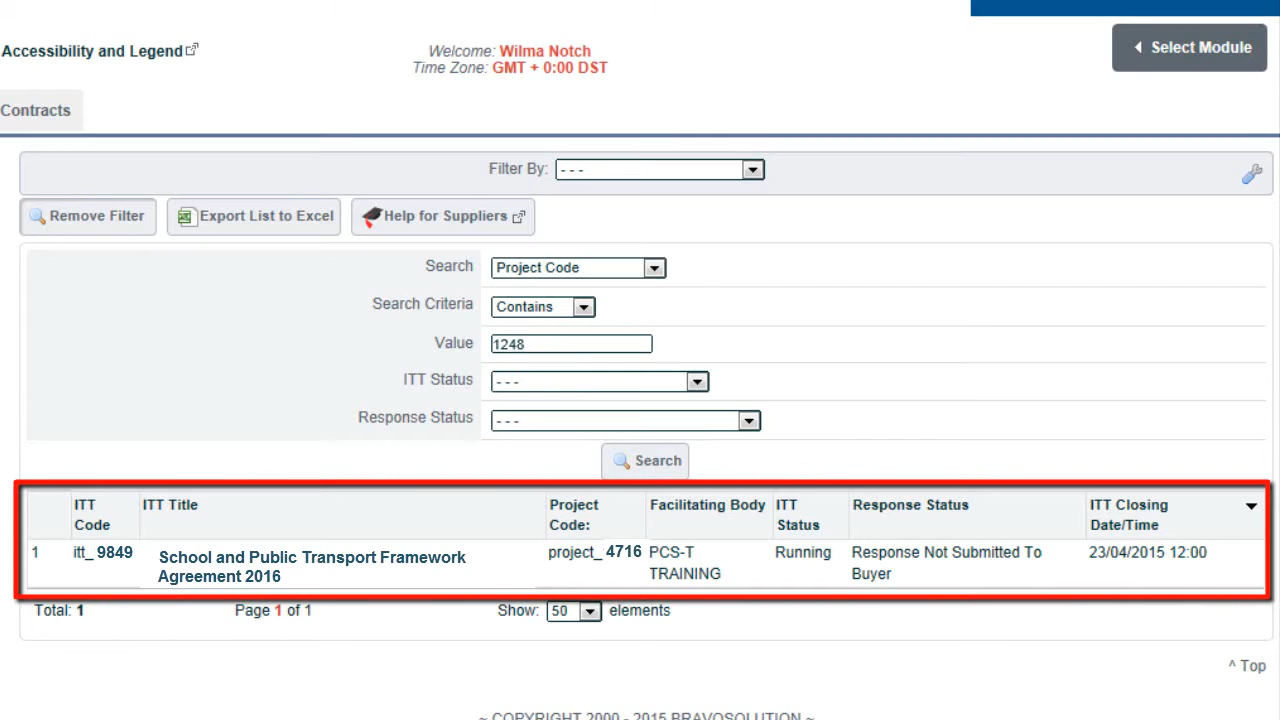 Accessibility and Legend
Welcome: Wilma Notch
Time Zone: GMT + 0:00 DST
Select Module
Contracts
Filter By: - - -
Remove Filter
Export List to Excel
Help for Suppliers
Search Project Code
Search Criteria Contains
Value 1248
ITT Status - - -
Response Status - - -
Search
ITT Code ITT Title Project Code: Facilitating Body ITT Status Response Status ITT Closing Date/Time
1 itt_ 9849 School and Public Transport Framework Agreement 2016 project_ 4716 PCS-T TRAINING Running Response Not Submitted To Buyer 23/04/2015 12:00
Total: 1 Page 1 of 1 Show: 50 elements
^ Top
~ COPYRIGHT 2000 - 2015 BRAVOSOLUTION ~